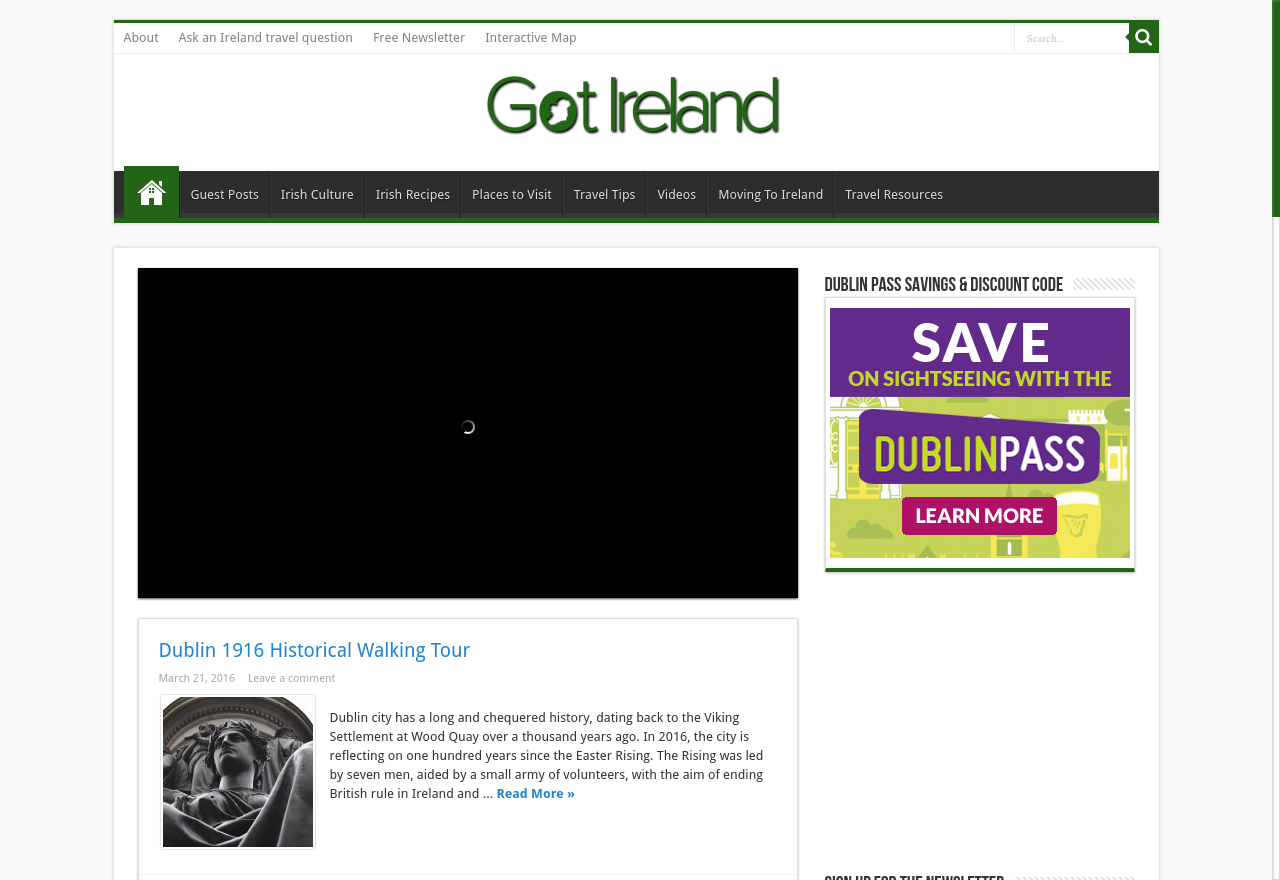 About
Ask an Ireland travel question
Free Newsletter
Interactive Map
Search...
Got Ireland
Guest Posts
Irish Culture
Irish Recipes
Places to Visit
Travel Tips
Videos
Moving To Ireland
Travel Resources
DUBLIN PASS SAVINGS & DISCOUNT CODE
SAVE
ON SIGHTSEEING WITH THE
DUBLINPASS
LEARN MORE
Dublin 1916 Historical Walking Tour
March 21, 2016 Leave a comment
Dublin city has a long and chequered history, dating back to the Viking
Settlement at Wood Quay over a thousand years ago. In 2016, the city is
reflecting on one hundred years since the Easter Rising. The Rising was led
by seven men, aided by a small army of volunteers, with the aim of ending
British rule in Ireland and ... Read More »
SIGN UP FOR THE NEWSLETTER